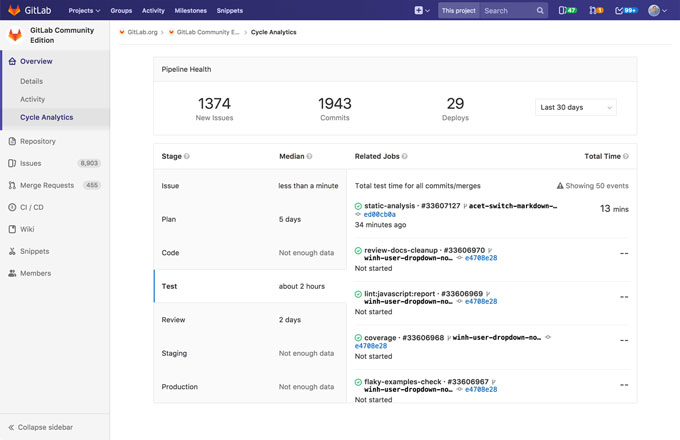 GitLab Projects Groups Activity Milestones Snippets This project Search 47 1 99+
GitLab Community
Edition
GitLab.org > GitLab Community E... > Cycle Analytics
Overview
Details
Activity
Cycle Analytics
Repository
Issues 8,903
Merge Requests 455
CI / CD
Wiki
Snippets
Members
Collapse sidebar
Pipeline Health
1374 1943 29
New Issues Commits Deploys
Last 30 days
Stage Median Related Jobs Total Time
Issue less than a minute
Plan 5 days
Code Not enough data
Test about 2 hours
Review 2 days
Staging Not enough data
Production Not enough data
Total test time for all commits/merges Showing 50 events
static-analysis · #33607127 acet-switch-markdown-… 13 mins
ed00cb0a
34 minutes ago
review-docs-cleanup · #33606970 --
winh-user-dropdown-no… e4708e28
Not started
lint:javascript:report · #33606969 --
winh-user-dropdown-no… e4708e28
Not started
coverage · #33606968 winh-user-dropdown-no… --
e4708e28
Not started
flaky-examples-check · #33606967 --
winh-user-dropdown-no… e4708e28
Not started